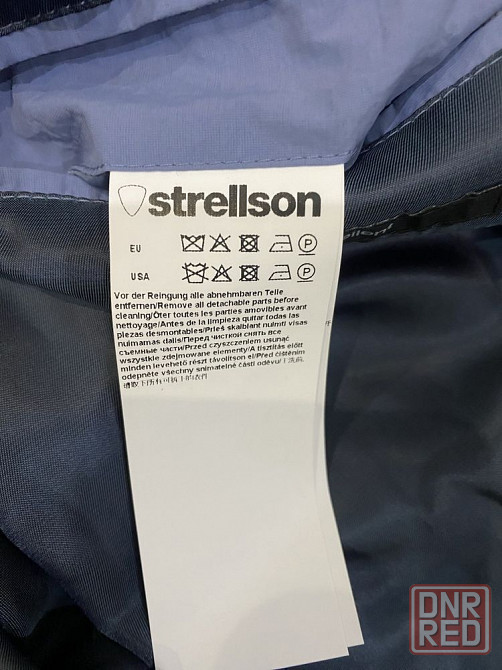 strellson
EU
P
USA
P
Vor der Reingung alle abnehmbaren Teile
entfernen/Remove all detachable parts before
cleaning/Ôter toutes les parties amovibles avant
nettoyage/Antes de la limpieza quitar todas las
piezas desmontables/Prieš skalbiant nuimti visas
nuimamas dalis/Перед чисткой снять все
съемные части/Przed czyszczeniem usunąć
wszystkie zdejmowane elementy/A tisztítás előtt
minden levehető részt távolítson el/Před čištěním
odepněte všechny snímatelné části oděvu/
DNR
RED